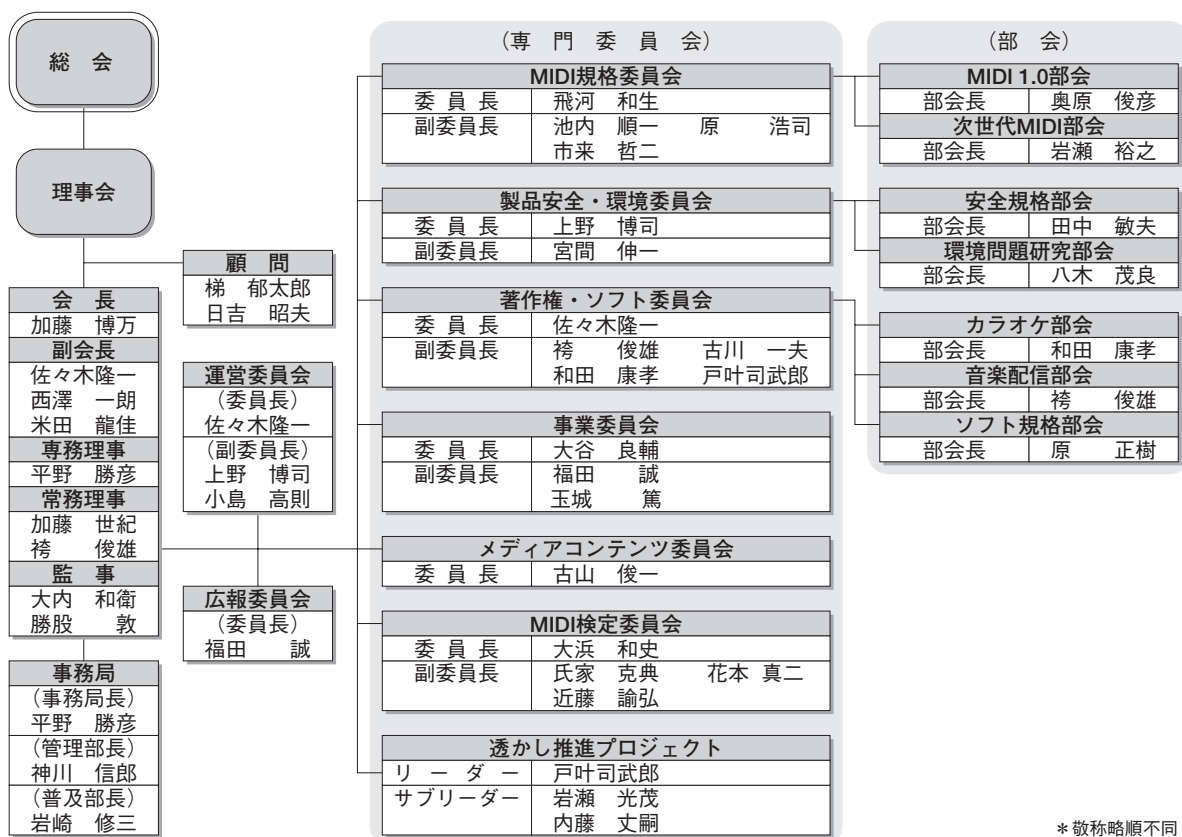 総　会
理事会
顧　問
梯　郁太郎
日吉　昭夫
会　長
加藤　博万
副会長
佐々木隆一
西澤　一朗
米田　龍佳
専務理事
平野　勝彦
常務理事
加藤　世紀
袴　　俊雄
監　事
大内　和衛
勝股　　敦
事務局
（事務局長）
平野　勝彦
（管理部長）
神川　信郎
（普及部長）
岩崎　修三
運営委員会
（委員長）
佐々木隆一
（副委員長）
上野　博司
小島　高則
広報委員会
（委員長）
福田　　誠
（専　門　委　員　会）
MIDI規格委員会
委 員 長　飛河　和生
副委員長　池内　順一　　原　　浩司
市来　哲二
製品安全・環境委員会
委 員 長　上野　博司
副委員長　宮間　伸一
著作権・ソフト委員会
委 員 長　佐々木隆一
副委員長　袴　　俊雄　　古川　一夫
和田　康孝　　戸叶司武郎
事業委員会
委 員 長　大谷　良輔
副委員長　福田　　誠
玉城　　篤
メディアコンテンツ委員会
委 員 長　古山　俊一
MIDI検定委員会
委 員 長　大浜　和史
副委員長　氏家　克典　　花本 真二
近藤　諭弘
透かし推進プロジェクト
リ ー ダ ー　戸叶司武郎
サブリーダー　岩瀬　光茂
内藤　丈嗣
（部　会）
MIDI 1.0部会
部会長　奥原　俊彦
次世代MIDI部会
部会長　岩瀬　裕之
安全規格部会
部会長　田中　敏夫
環境問題研究部会
部会長　八木　茂良
カラオケ部会
部会長　和田　康孝
音楽配信部会
部会長　袴　　俊雄
ソフト規格部会
部会長　原　　正樹
＊敬称略順不同